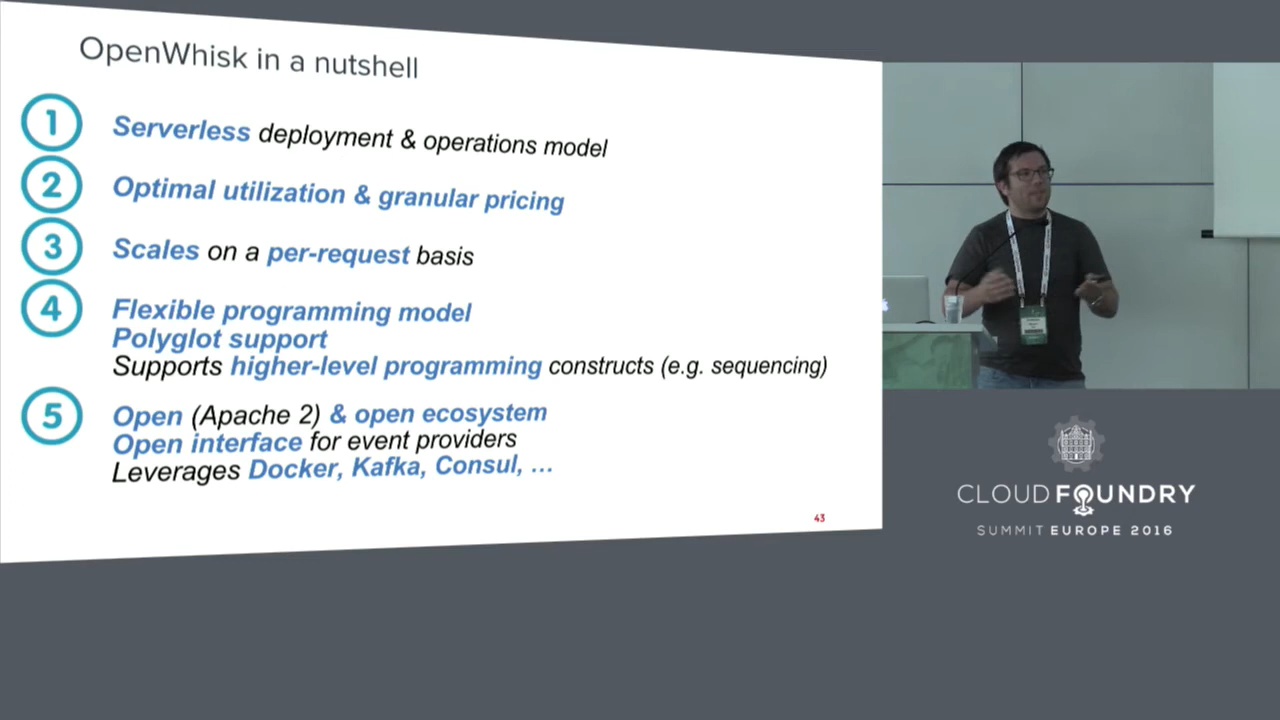 OpenWhisk in a nutshell
1 Serverless deployment & operations model
2 Optimal utilization & granular pricing
3 Scales on a per-request basis
4 Flexible programming model
Polyglot support
Supports higher-level programming constructs (e.g. sequencing)
5 Open (Apache 2) & open ecosystem
Open interface for event providers
Leverages Docker, Kafka, Consul, …
43
CLOUD FOUNDRY
SUMMIT EUROPE 2016